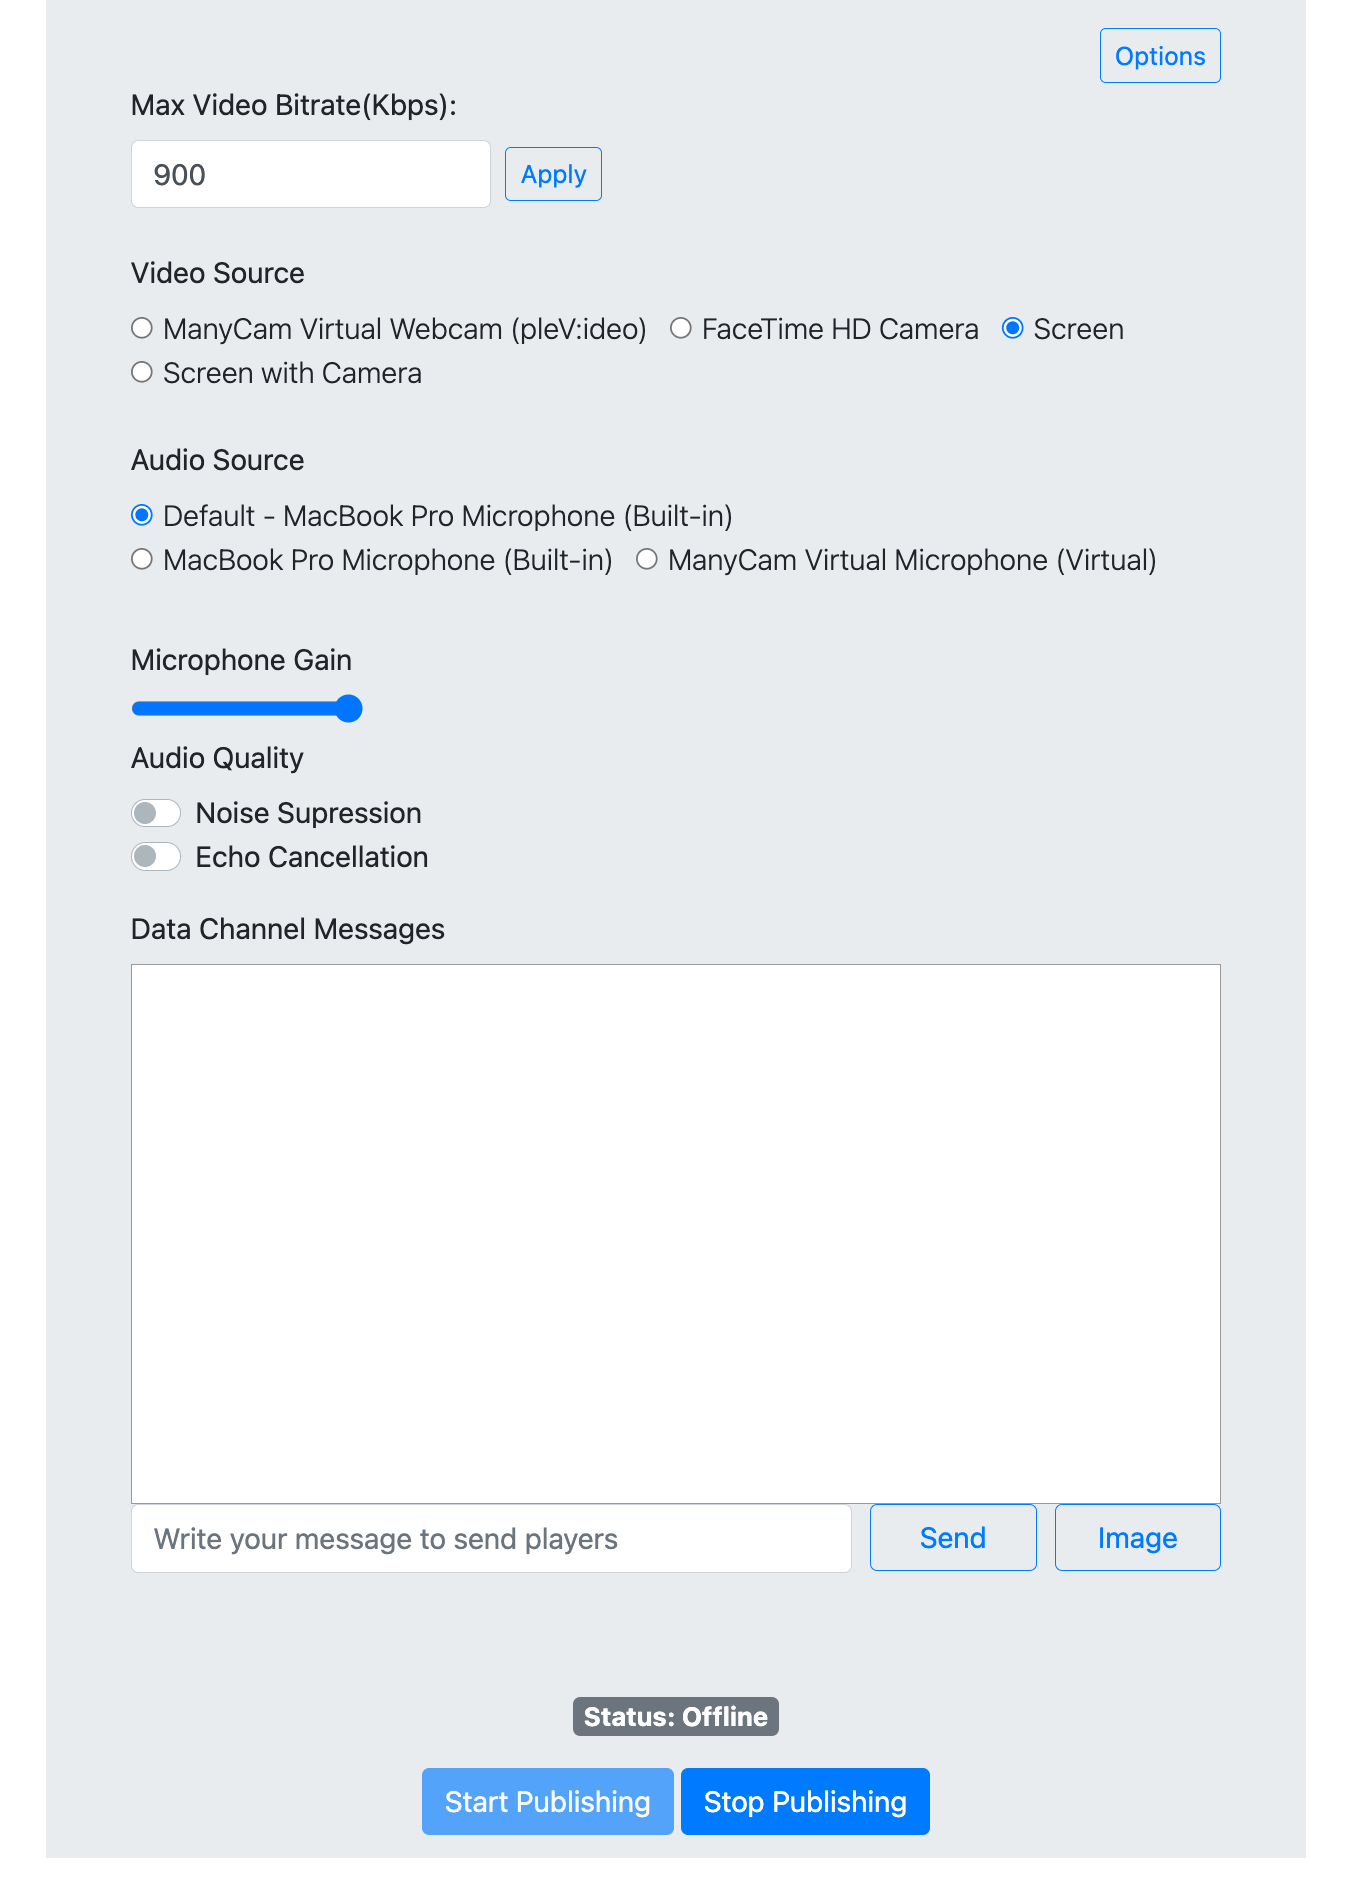 Options
Max Video Bitrate(Kbps):
900 Apply
Video Source
ManyCam Virtual Webcam (pleV:ideo) FaceTime HD Camera Screen
Screen with Camera
Audio Source
Default - MacBook Pro Microphone (Built-in)
MacBook Pro Microphone (Built-in) ManyCam Virtual Microphone (Virtual)
Microphone Gain
Audio Quality
Noise Supression
Echo Cancellation
Data Channel Messages
Write your message to send players Send Image
Status: Offline
Start Publishing Stop Publishing